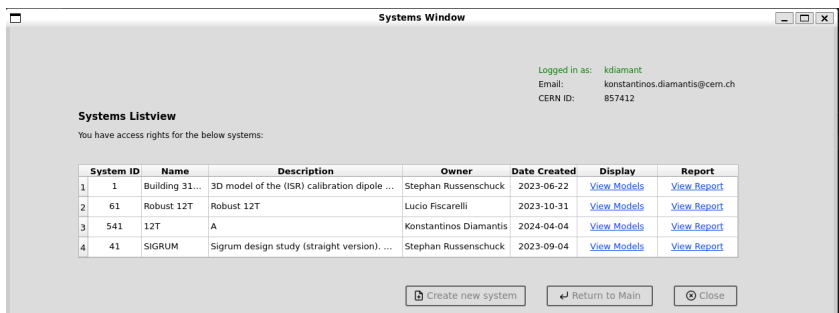 Systems Window
Logged in as: kdiamant
Email: konstantinos.diamantis@cern.ch
CERN ID: 857412
Systems Listview
You have access rights for the below systems:
System ID Name Description Owner Date Created Display Report
1 1 Building 31... 3D model of the (ISR) calibration dipole ... Stephan Russenschuck 2023-06-22 View Models View Report
2 61 Robust 12T Robust 12T Lucio Fiscarelli 2023-10-31 View Models View Report
3 541 12T A Konstantinos Diamantis 2024-04-04 View Models View Report
4 41 SIGRUM Sigrum design study (straight version). ... Stephan Russenschuck 2023-09-04 View Models View Report
Create new system Return to Main Close